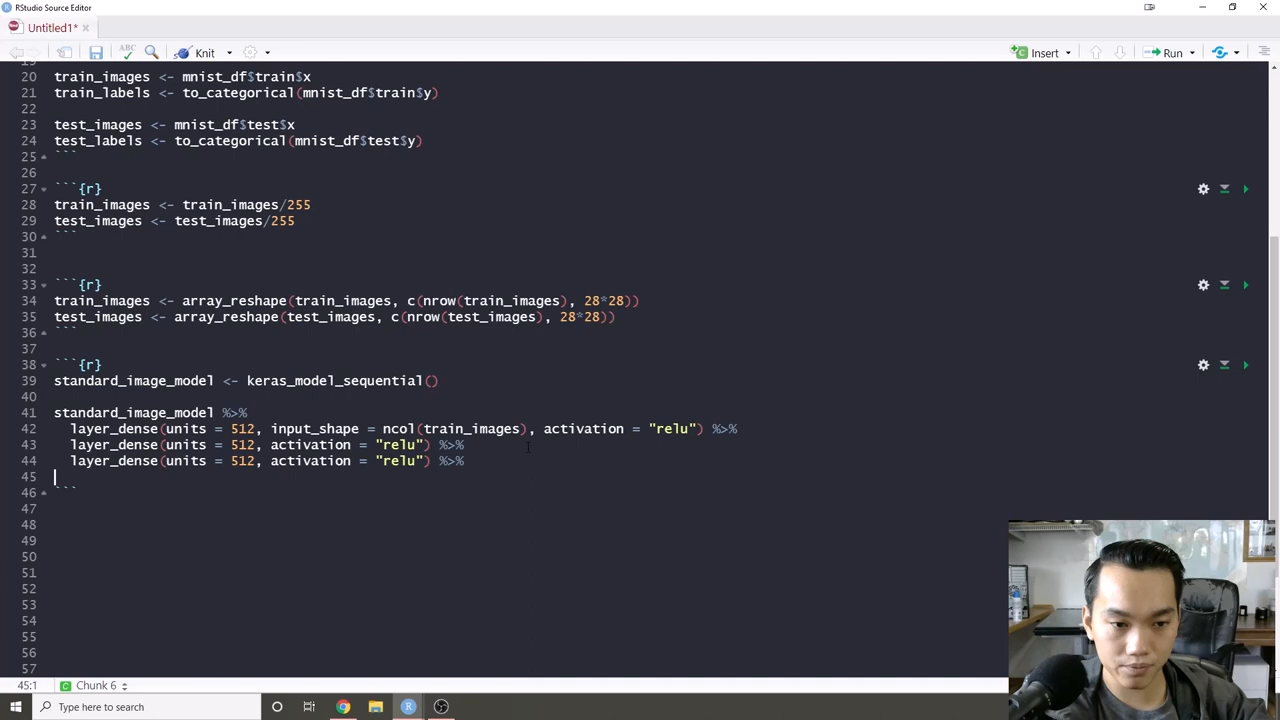 RStudio Source Editor
Untitled1*
ABC Knit Insert Run
19
20 train_images <- mnist_df$train$x
21 train_labels <- to_categorical(mnist_df$train$y)
22
23 test_images <- mnist_df$test$x
24 test_labels <- to_categorical(mnist_df$test$y)
25 ```
26
27 ```{r}
28 train_images <- train_images/255
29 test_images <- test_images/255
30 ```
31
32
33 ```{r}
34 train_images <- array_reshape(train_images, c(nrow(train_images), 28*28))
35 test_images <- array_reshape(test_images, c(nrow(test_images), 28*28))
36 ```
37
38 ```{r}
39 standard_image_model <- keras_model_sequential()
40
41 standard_image_model %>%
42 layer_dense(units = 512, input_shape = ncol(train_images), activation = "relu") %>%
43 layer_dense(units = 512, activation = "relu") %>%
44 layer_dense(units = 512, activation = "relu") %>%
45
46 ```
47
48
49
50
51
52
53
54
55
56
57
45:1 Chunk 6
Type here to search